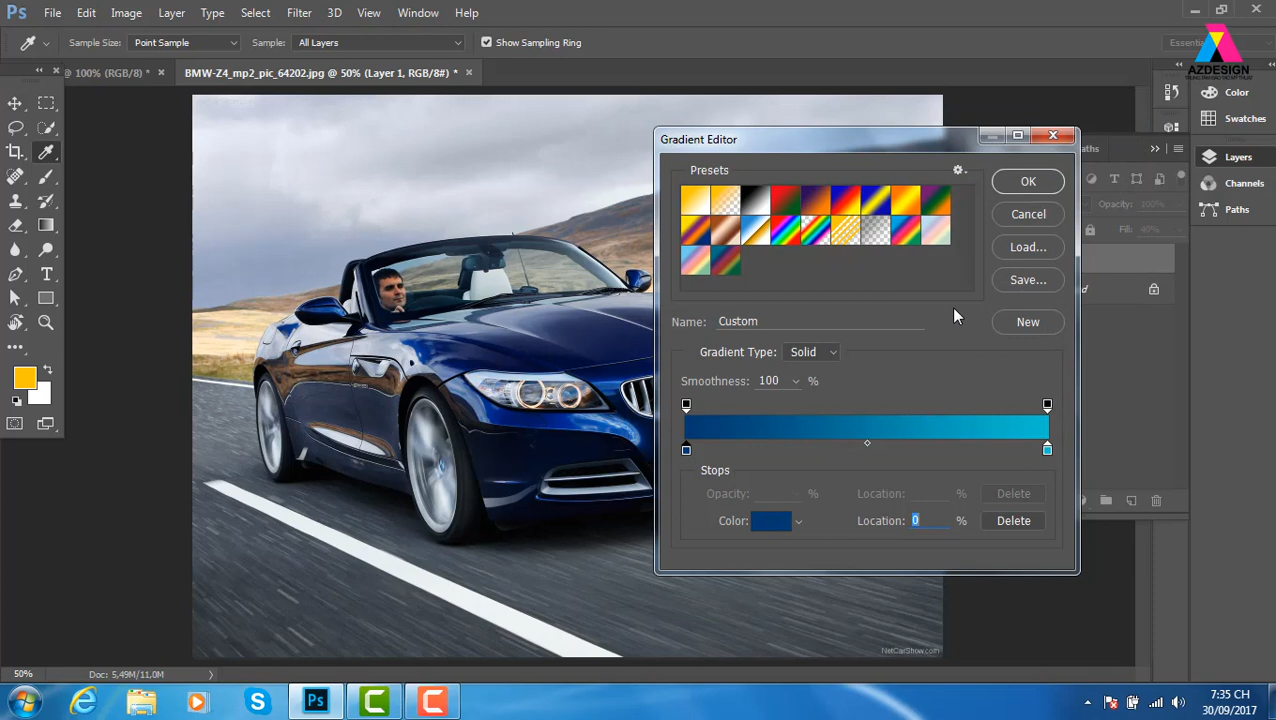 Ps File Edit Image Layer Type Select Filter 3D View Window Help
Sample Size: Point Sample Sample: All Layers Show Sampling Ring
AZDESIGN
@ 100% (RGB/8) * × BMW-Z4_mp2_pic_64202.jpg @ 50% (Layer 1, RGB/8#) * ×
Color
Swatches
Layers
Channels
Paths
aths
Opacity: 100%
Fill: 40%
d
Gradient Editor
Presets
OK
Cancel
Load...
Save...
Name: Custom
New
Gradient Type: Solid
Smoothness: 100 %
Stops
Opacity: % Location: % Delete
Color: Location: 0 % Delete
NetCarShow.com
50% Doc: 5,49M/11,0M
Ps
7:35 CH
30/09/2017